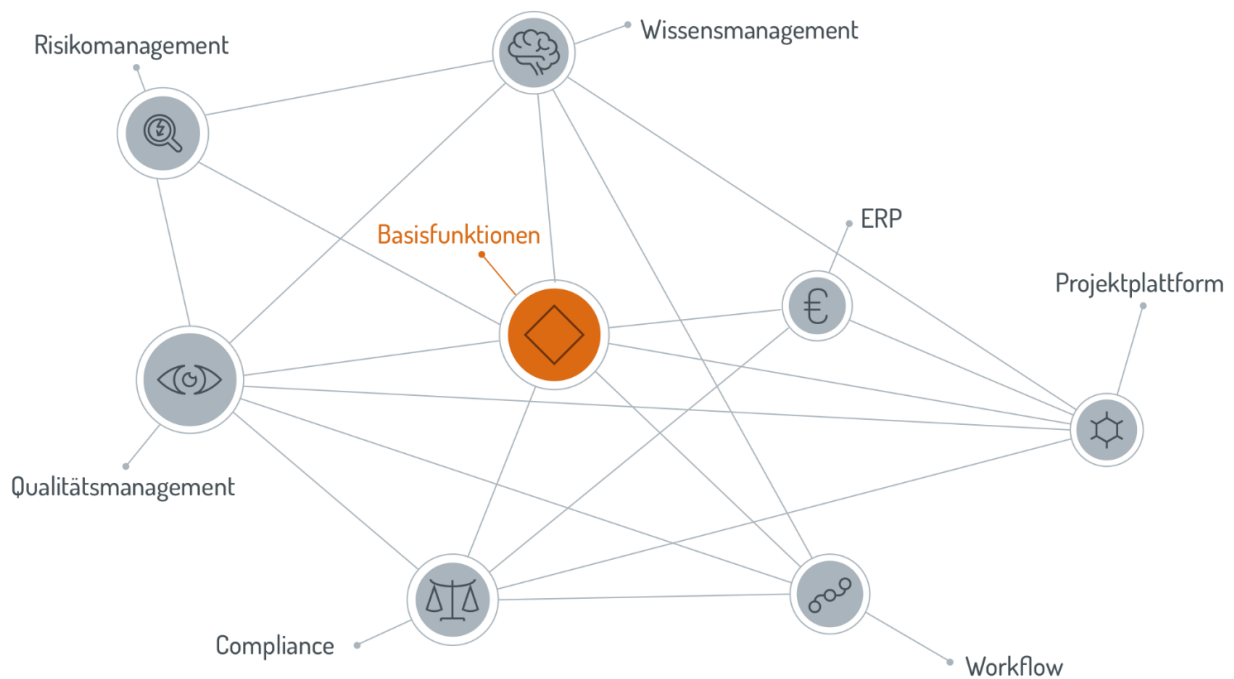 Wissensmanagement
Risikomanagement
ERP
Basisfunktionen
€
Projektplattform
Qualitätsmanagement
Compliance
Workflow